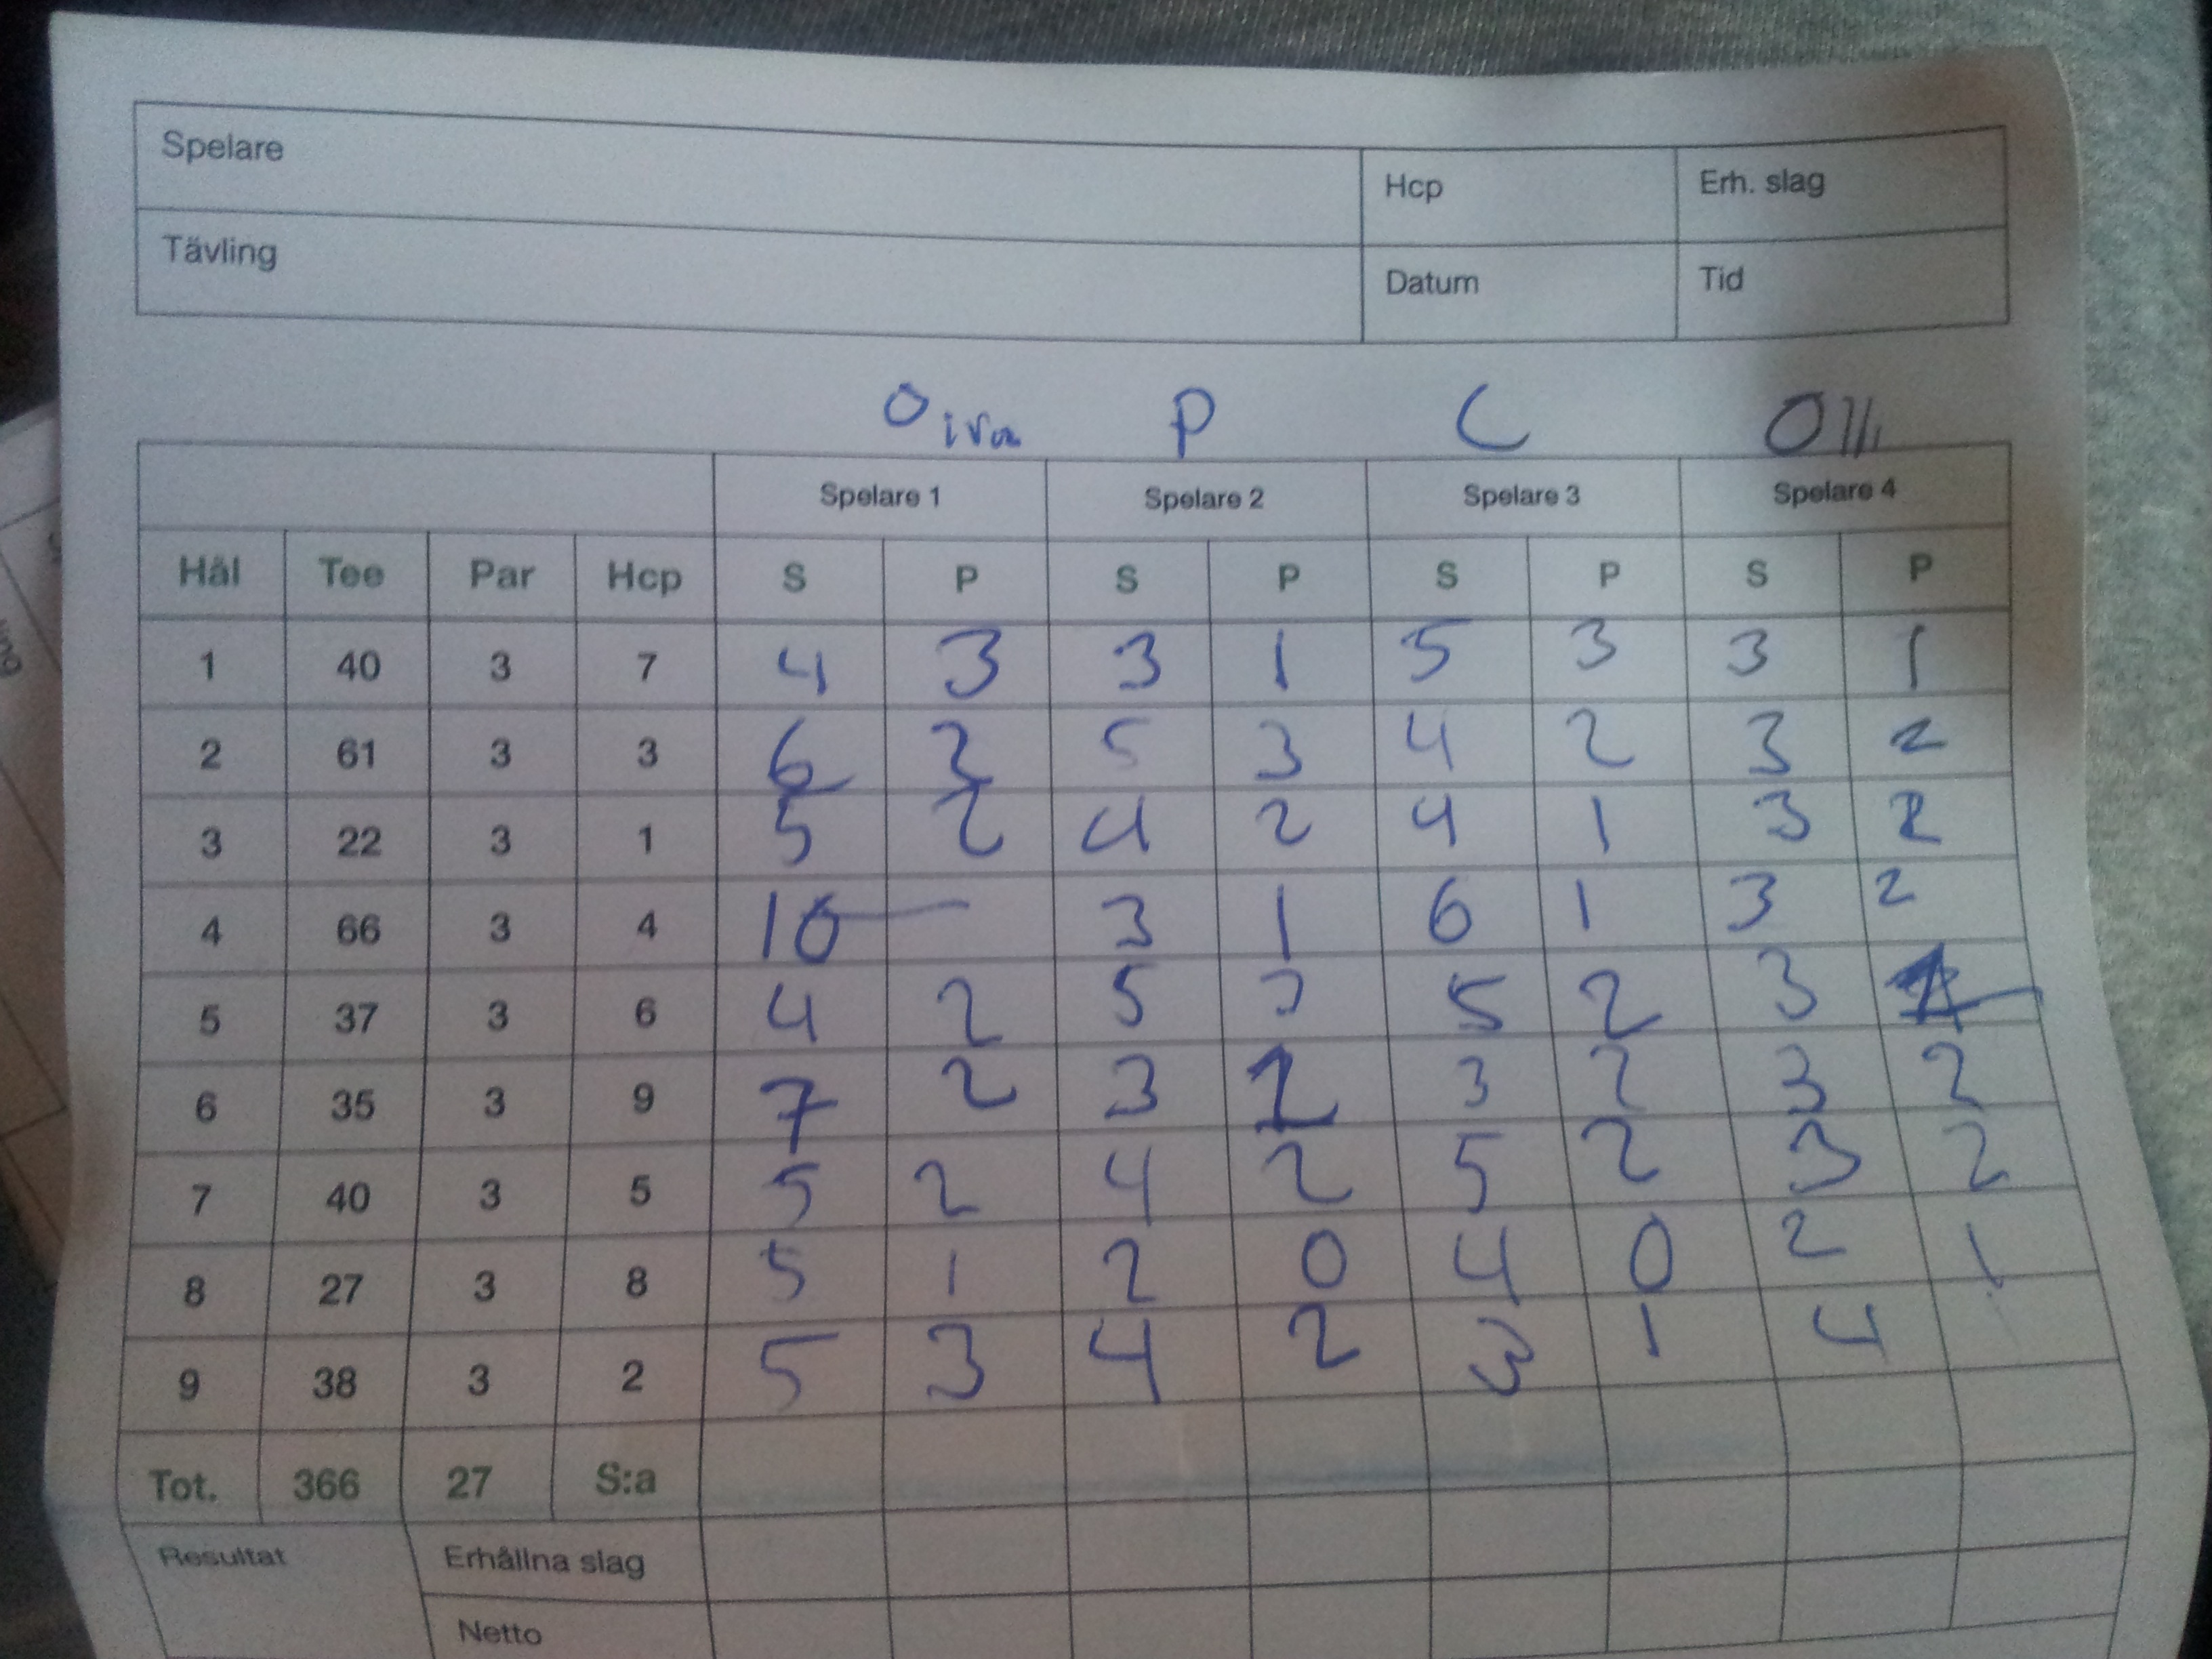 Spelare Hcp Erh. slag
Tävling Datum Tid
Oiva P C Olli
Spelare 1 Spelare 2 Spelare 3 Spelare 4
Hål Tee Par Hcp S P S P S P S P
1 40 3 7 4 3 3 1 5 3 3 1
2 61 3 3 6 3 5 3 4 2 3 2
3 22 3 1 5 2 4 2 4 1 3 2
4 66 3 4 10 — 3 1 6 1 3 2
5 37 3 6 4 2 5 5 2 3
6 35 3 9 7 2 3 2 3 2 3 2
7 40 3 5 5 2 4 2 5 2 3 2
8 27 3 8 5 1 2 0 4 0 2 1
9 38 3 2 5 3 4 2 3 1 4
Tot. 366 27 S:a
Resultat Erhållna slag
Netto